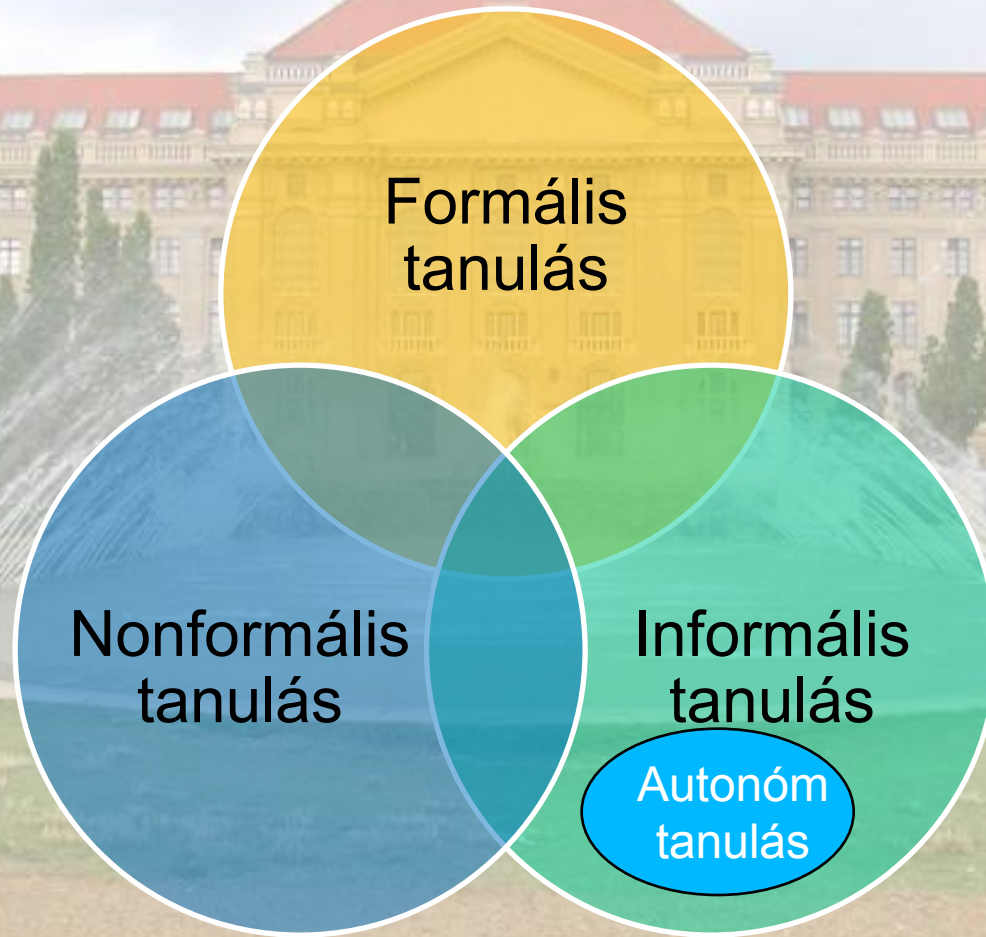 Formális
tanulás
Nonformális
tanulás
Informális
tanulás
Autonóm
tanulás